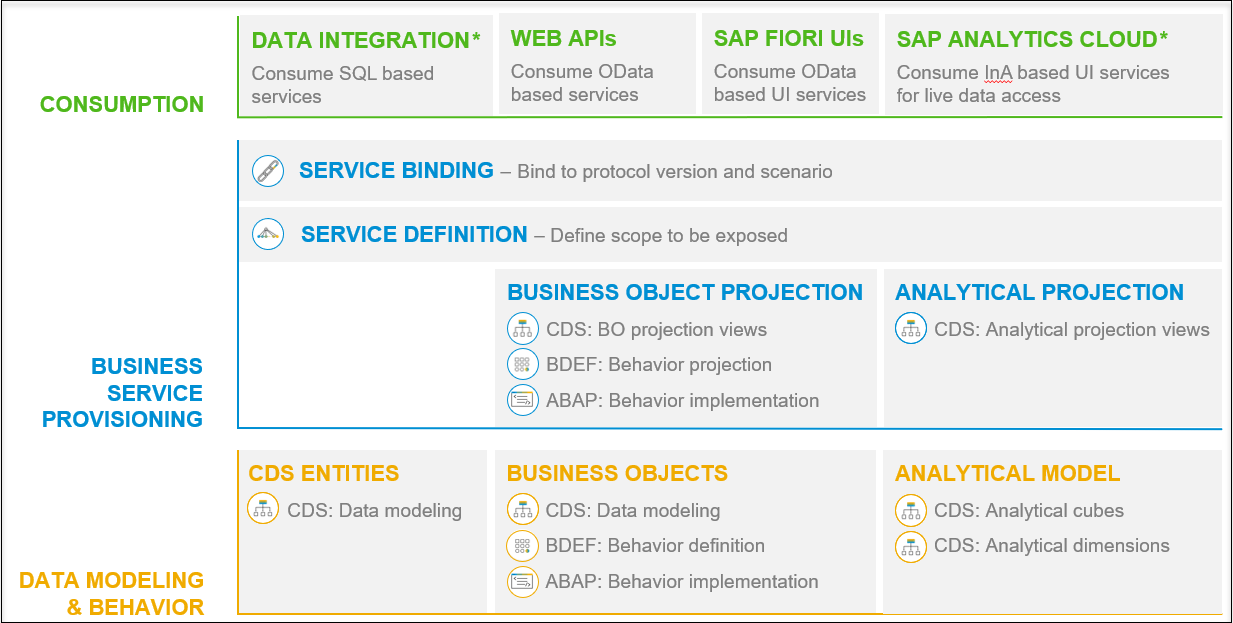 DATA INTEGRATION*
Consume SQL based
services
WEB APIs
Consume OData
based services
SAP FIORI UIs
Consume OData
based UI services
SAP ANALYTICS CLOUD*
Consume InA based UI services
for live data access
CONSUMPTION
SERVICE BINDING – Bind to protocol version and scenario
SERVICE DEFINITION – Define scope to be exposed
BUSINESS OBJECT PROJECTION
CDS: BO projection views
BDEF: Behavior projection
ABAP: Behavior implementation
ANALYTICAL PROJECTION
CDS: Analytical projection views
BUSINESS
SERVICE
PROVISIONING
CDS ENTITIES
CDS: Data modeling
BUSINESS OBJECTS
CDS: Data modeling
BDEF: Behavior definition
ABAP: Behavior implementation
ANALYTICAL MODEL
CDS: Analytical cubes
CDS: Analytical dimensions
DATA MODELING
& BEHAVIOR